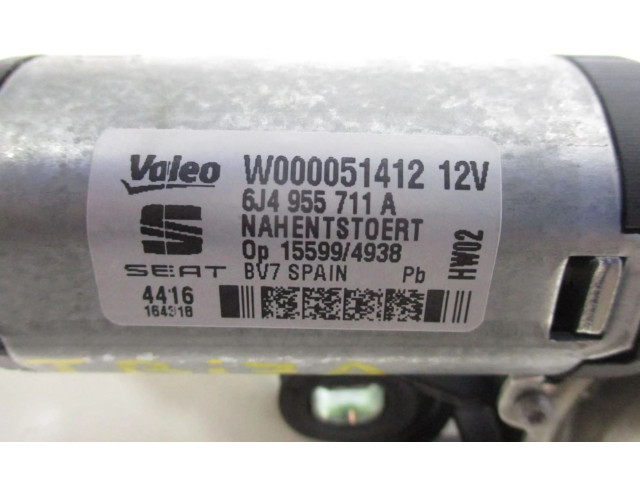 Valeo W000051412 12V
6J4 955 711 A
NAHENTSTOERT
Op 15599/4938
SEAT BV7 SPAIN Pb
HW02
4416
164318